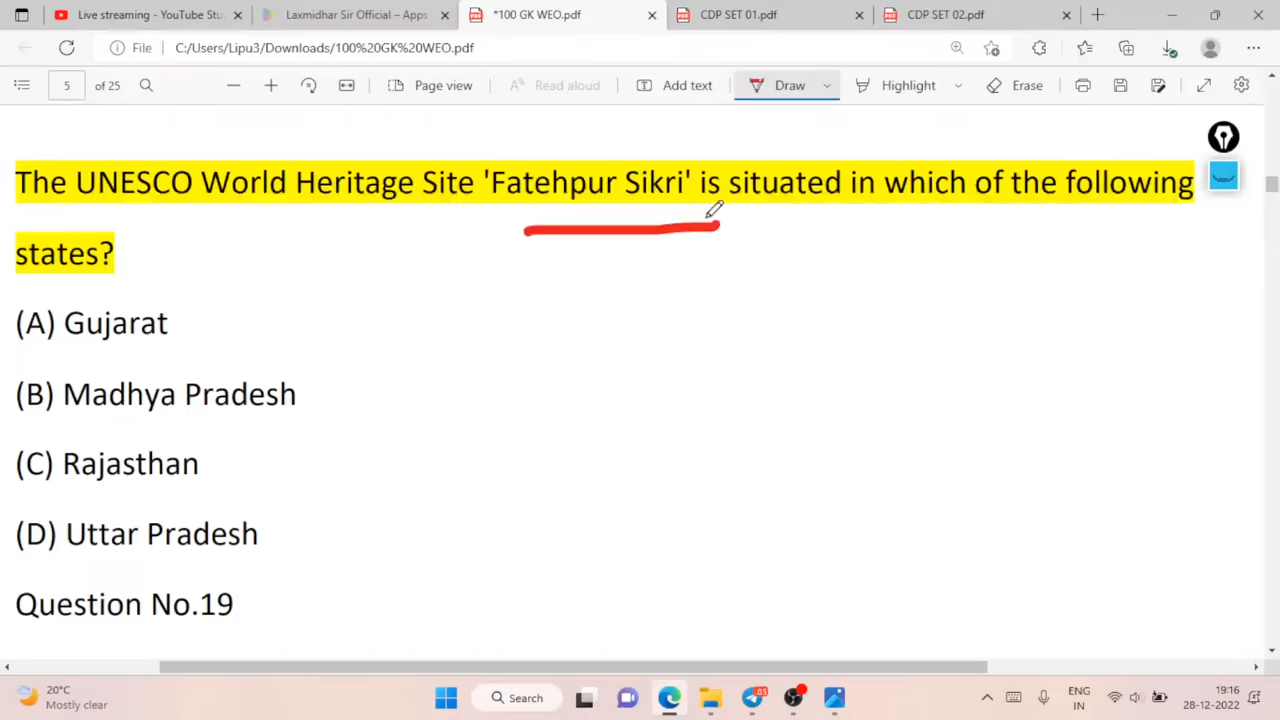 Live streaming - YouTube Stu
Laxmidhar Sir Official – Apps
*100 GK WEO.pdf
CDP SET 01.pdf
CDP SET 02.pdf
File
C:/Users/Lipu3/Downloads/100%20GK%20WEO.pdf
5 of 25
Page view
Read aloud
Add text
Draw
Highlight
Erase
The UNESCO World Heritage Site 'Fatehpur Sikri' is situated in which of the following
states?
(A) Gujarat
(B) Madhya Pradesh
(C) Rajasthan
(D) Uttar Pradesh
Question No.19
20°C
Mostly clear
Search
05
ENG
IN
19:16
28-12-2022